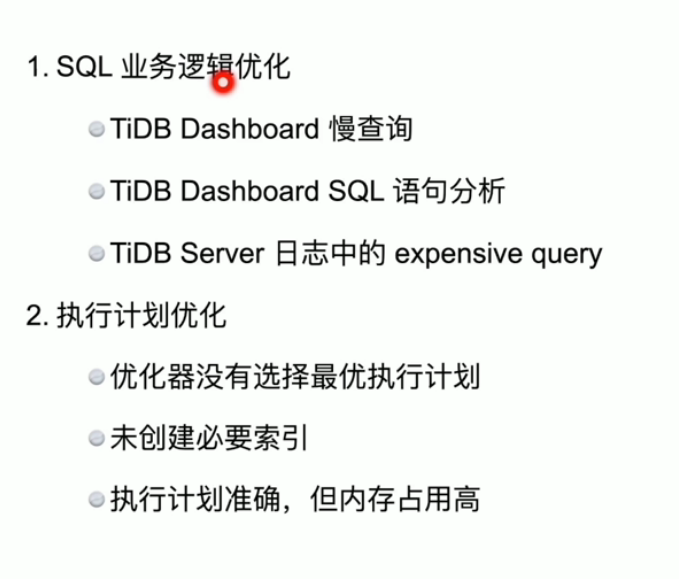 1. SQL 业务逻辑优化
TiDB Dashboard 慢查询
TiDB Dashboard SQL 语句分析
TiDB Server 日志中的 expensive query
2. 执行计划优化
优化器没有选择最优执行计划
未创建必要索引
执行计划准确，但内存占用高